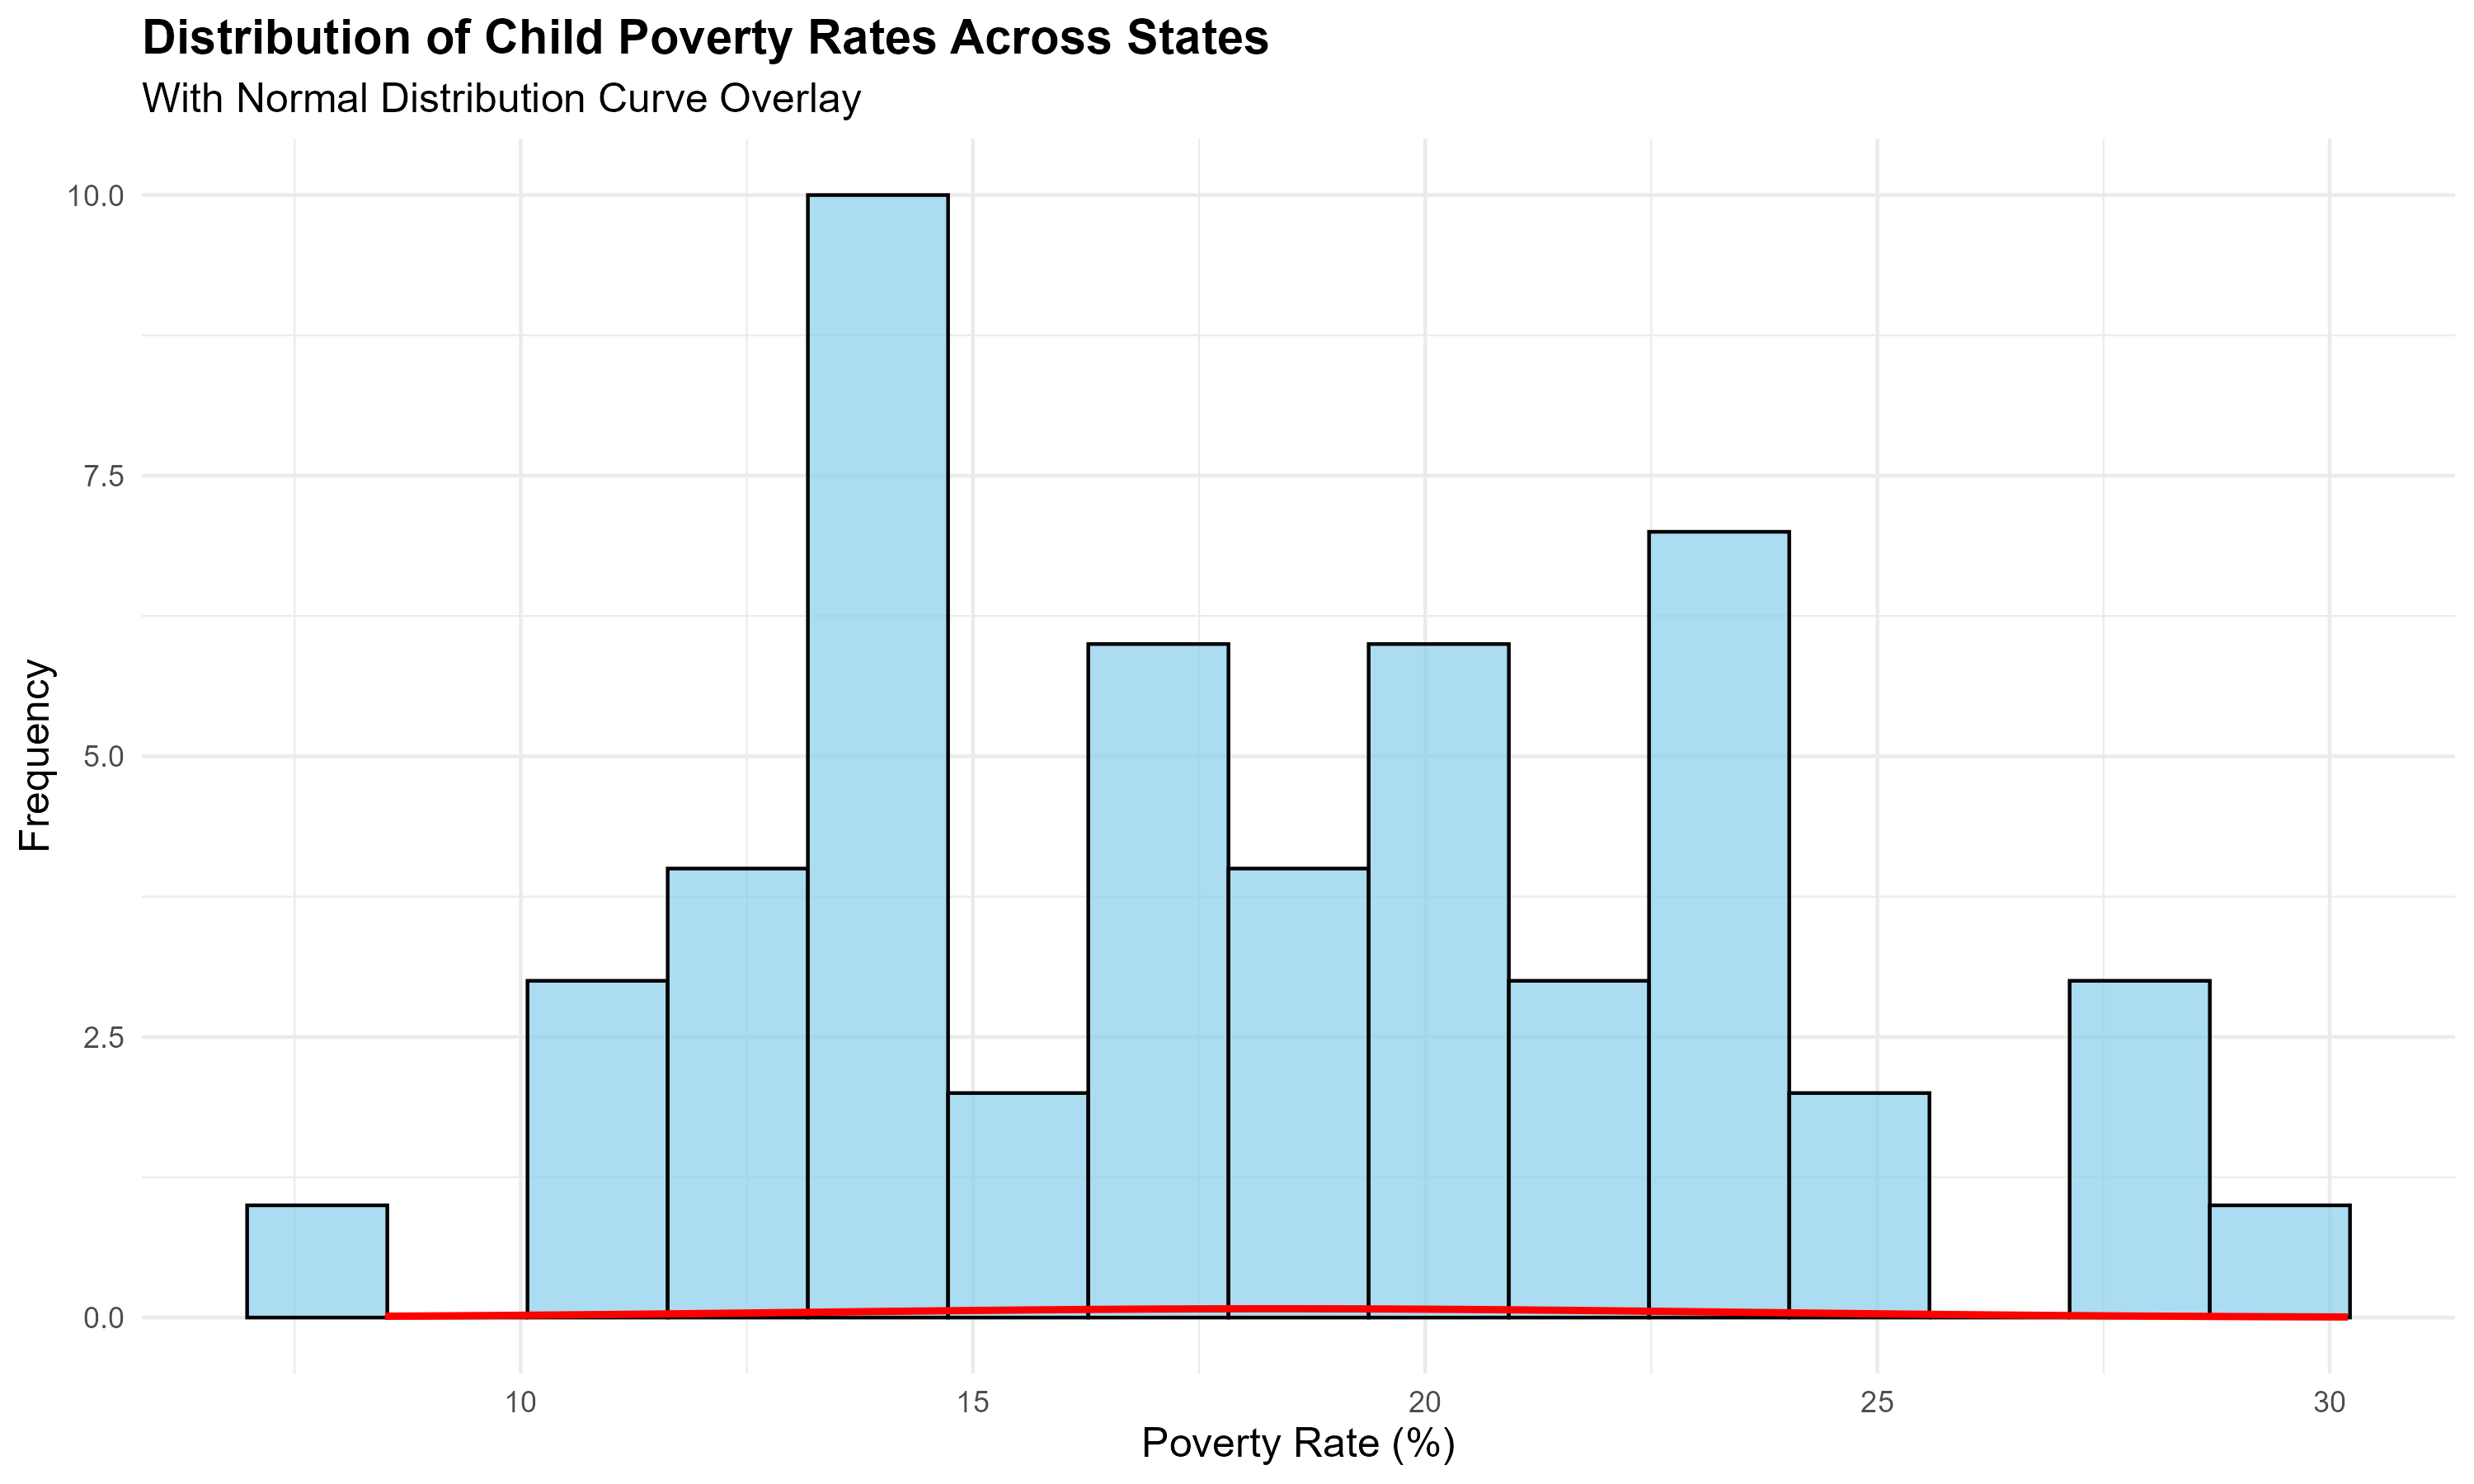 Distribution of Child Poverty Rates Across States
With Normal Distribution Curve Overlay
10.0
7.5
5.0
2.5
0.0
Frequency
10 15 20 25 30
Poverty Rate (%)